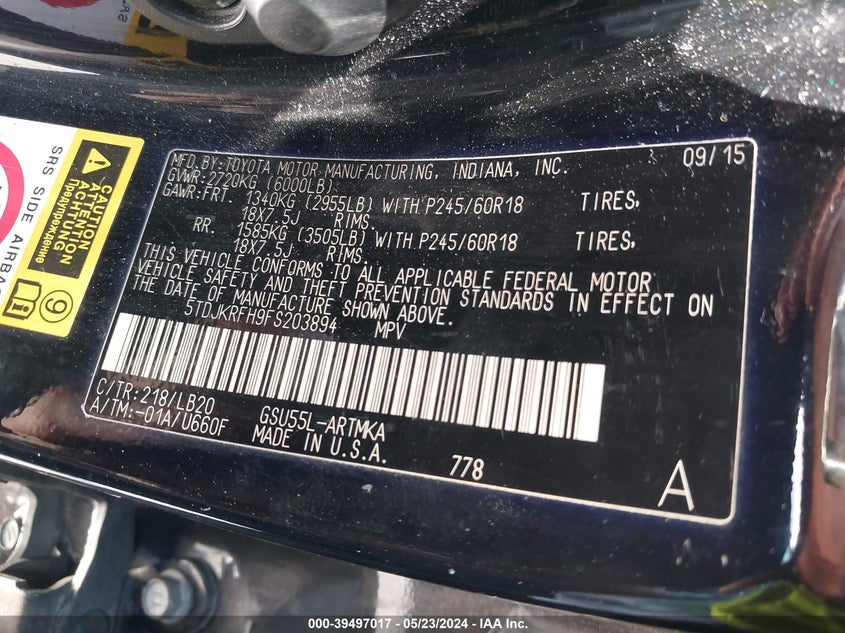 SRS SIDE AIRBAG
CAUTION
ATTENTION
ACHTUNG
Предупреждение
MFD. BY: TOYOTA MOTOR MANUFACTURING, INDIANA, INC. 09/15
GVWR: 2720KG (6000LB)
GAWR: FRT 1340KG (2955LB) WITH P245/60R18 TIRES,
18X7.5J RIMS.
RR. 1585KG (3505LB) WITH P245/60R18 TIRES,
18X7.5J RIMS.
THIS VEHICLE CONFORMS TO ALL APPLICABLE FEDERAL MOTOR
VEHICLE SAFETY AND THEFT PREVENTION STANDARDS IN EFFECT ON
THE DATE OF MANUFACTURE SHOWN ABOVE.
5TDJKRFH9FS203894 MPV
C/TR: 218/LB20 GSU55L-ARTMKA
A/TM: -01A/U660F MADE IN U.S.A.
778
A
000-39497017 - 05/23/2024 - IAA Inc.